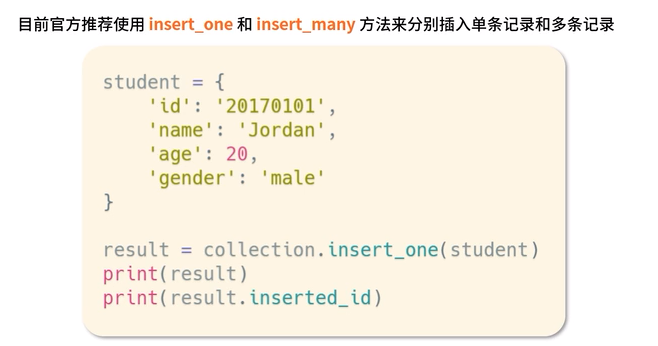 目前官方推荐使用 insert_one 和 insert_many 方法来分别插入单条记录和多条记录
student = {
    'id': '20170101',
    'name': 'Jordan',
    'age': 20,
    'gender': 'male'
}
result = collection.insert_one(student)
print(result)
print(result.inserted_id)